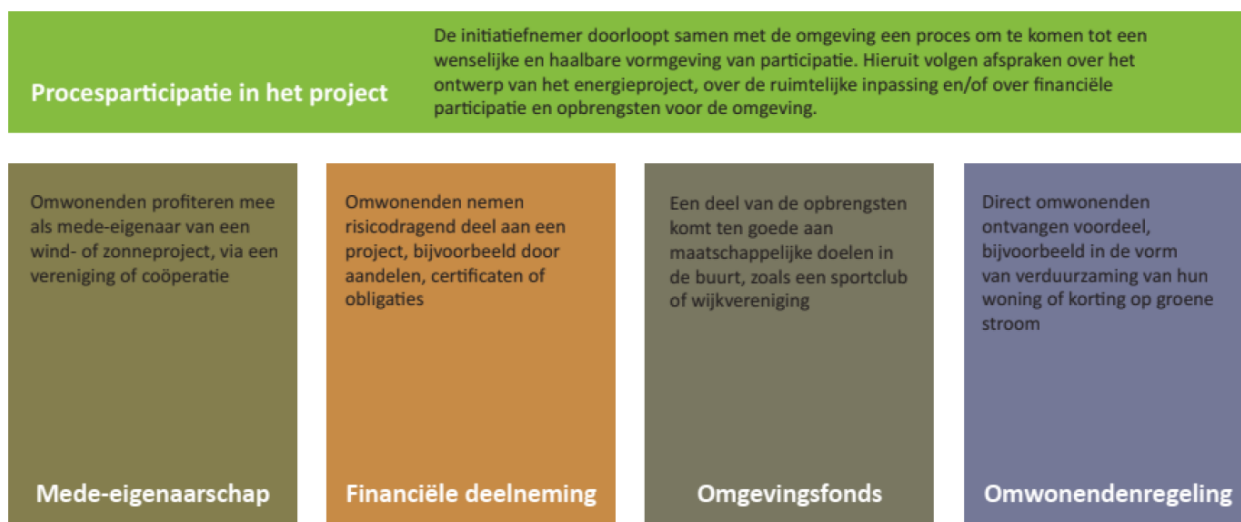 Procesparticipatie in het project
De initiatiefnemer doorloopt samen met de omgeving een proces om te komen tot een
wenselijke en haalbare vormgeving van participatie. Hieruit volgen afspraken over het
ontwerp van het energieproject, over de ruimtelijke inpassing en/of over financiële
participatie en opbrengsten voor de omgeving.
Omwonenden profiteren mee
als mede-eigenaar van een
wind- of zonneproject, via een
vereniging of coöperatie
Mede-eigenaarschap
Omwonenden nemen
risicodragend deel aan een
project, bijvoorbeeld door
aandelen, certificaten of
obligaties
Financiële deelneming
Een deel van de opbrengsten
komt ten goede aan
maatschappelijke doelen in
de buurt, zoals een sportclub
of wijkvereniging
Omgevingsfonds
Direct omwonenden
ontvangen voordeel,
bijvoorbeeld in de vorm
van verduurzaming van hun
woning of korting op groene
stroom
Omwonendenregeling